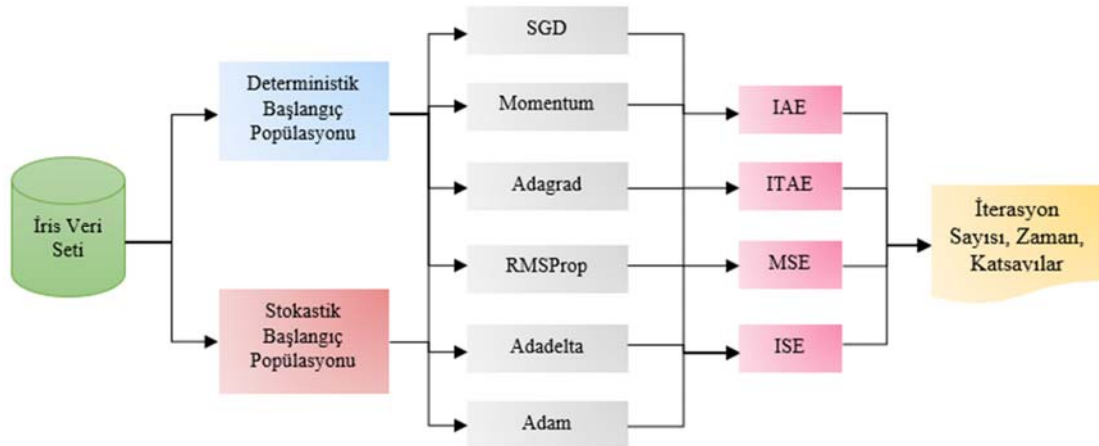 İris Veri
Seti
Deterministik
Başlangıç
Popülasyonu
Stokastik
Başlangıç
Popülasyonu
SGD
Momentum
Adagrad
RMSProp
Adadelta
Adam
IAE
ITAE
MSE
ISE
İterasyon
Sayısı, Zaman,
Katsayılar